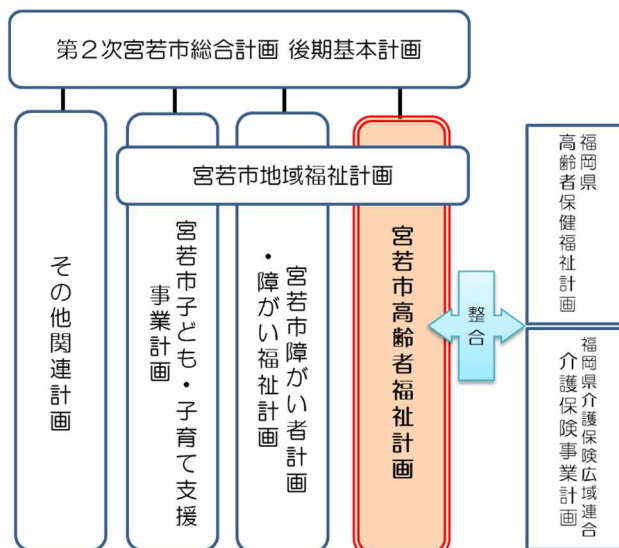 第２次宮若市総合計画 後期基本計画
宮若市地域福祉計画
その他関連計画
宮若市子ども・子育て支援
事業計画
宮若市障がい者計画
・障がい福祉計画
宮若市高齢者福祉計画
整合
福岡県
高齢者保健福祉計画
福岡県介護保険広域連合
介護保険事業計画